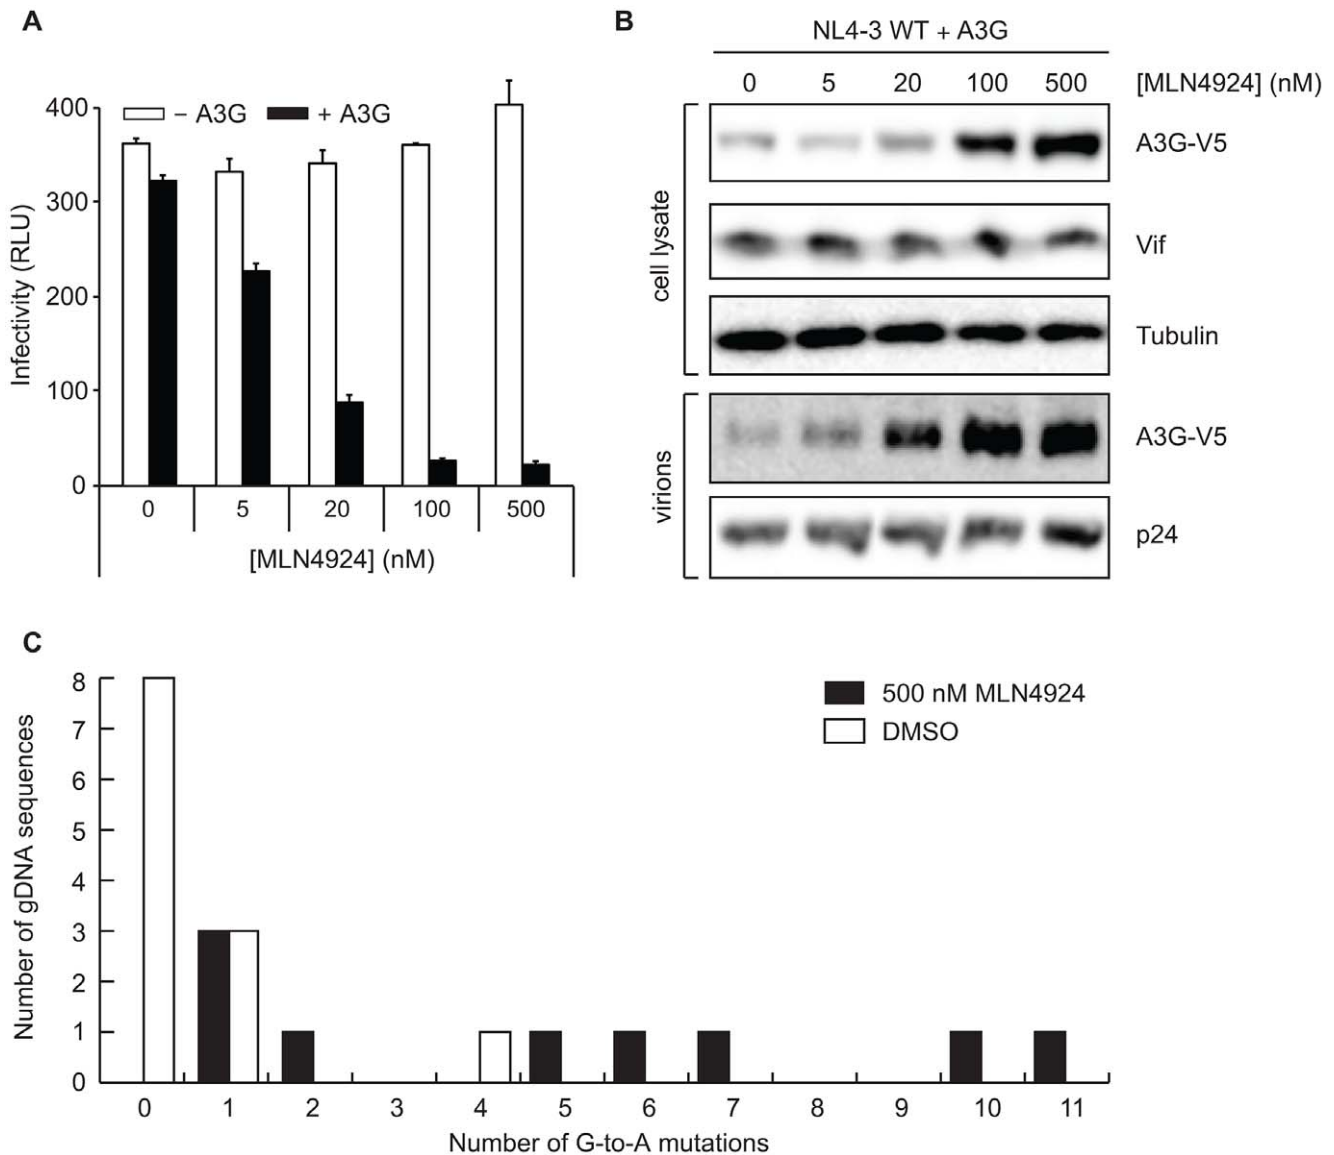 A
400
300
200
100
0
Infectivity (RLU)
– A3G
+ A3G
0 5 20 100 500
[MLN4924] (nM)
B
NL4-3 WT + A3G
0 5 20 100 500 [MLN4924] (nM)
cell lysate
A3G-V5
Vif
Tubulin
virions
A3G-V5
p24
C
8
7
6
5
4
3
2
1
0
Number of gDNA sequences
500 nM MLN4924
DMSO
0 1 2 3 4 5 6 7 8 9 10 11
Number of G-to-A mutations